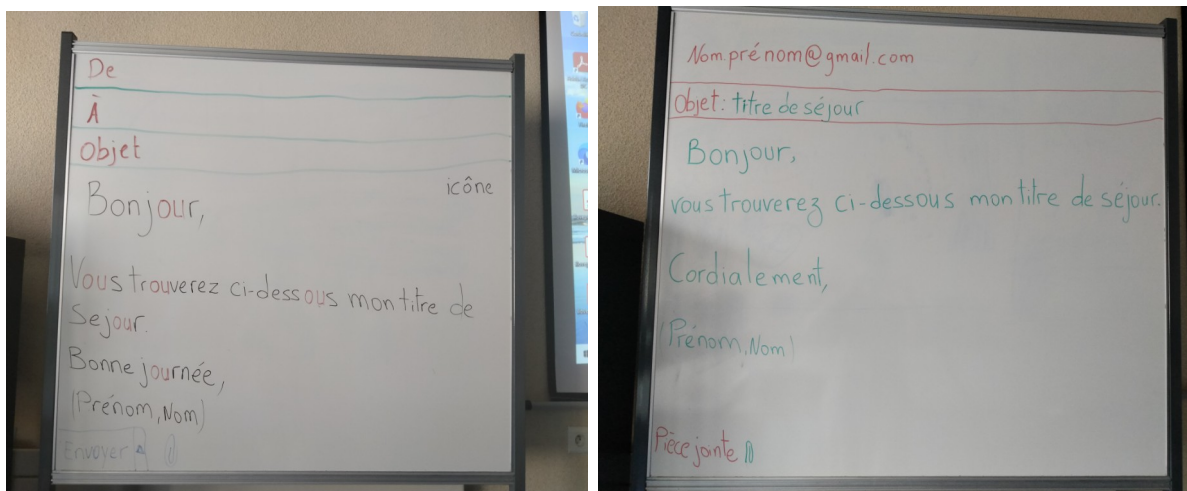 De
À
Objet
icône
Bonjour,
Vous trouverez ci-dessous mon titre de
Sejour.
Bonne journée,
(Prénom, Nom)
Envoyer
Nom.prénom@gmail.com
Objet: titre de séjour
Bonjour,
vous trouverez ci-dessous mon titre de séjour.
Cordialement,
(Prénom, Nom)
Pièce jointe